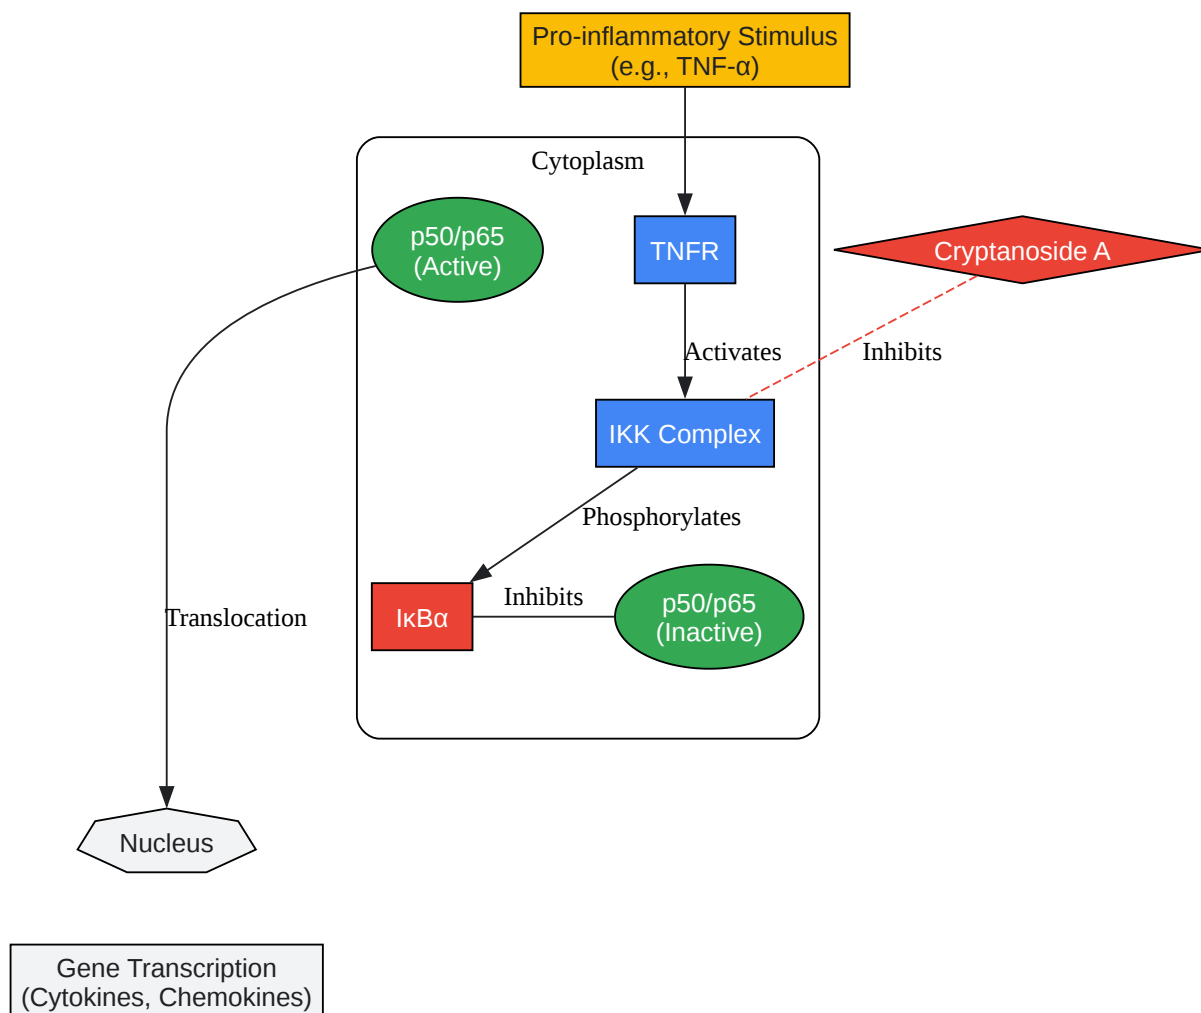 Pro-inflammatory Stimulus
(e.g., TNF-α)
Cytoplasm
p50/p65
(Active)
TNFR
Cryptanoside A
Activates
Inhibits
IKK Complex
Phosphorylates
IκBα
Inhibits
p50/p65
(Inactive)
Translocation
Nucleus
Gene Transcription
(Cytokines, Chemokines)